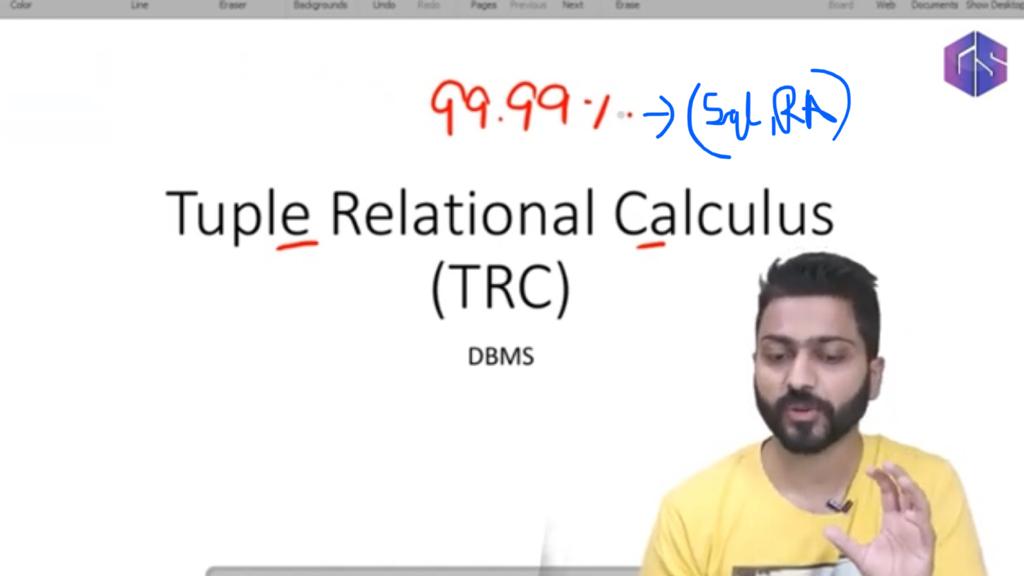 Color Line Eraser Backgrounds Undo Redo Pages Previous Next Erase Board Web Documents Show Desktop
GS
99.99% → (Sql, RA)
Tuple Relational Calculus
(TRC)
DBMS